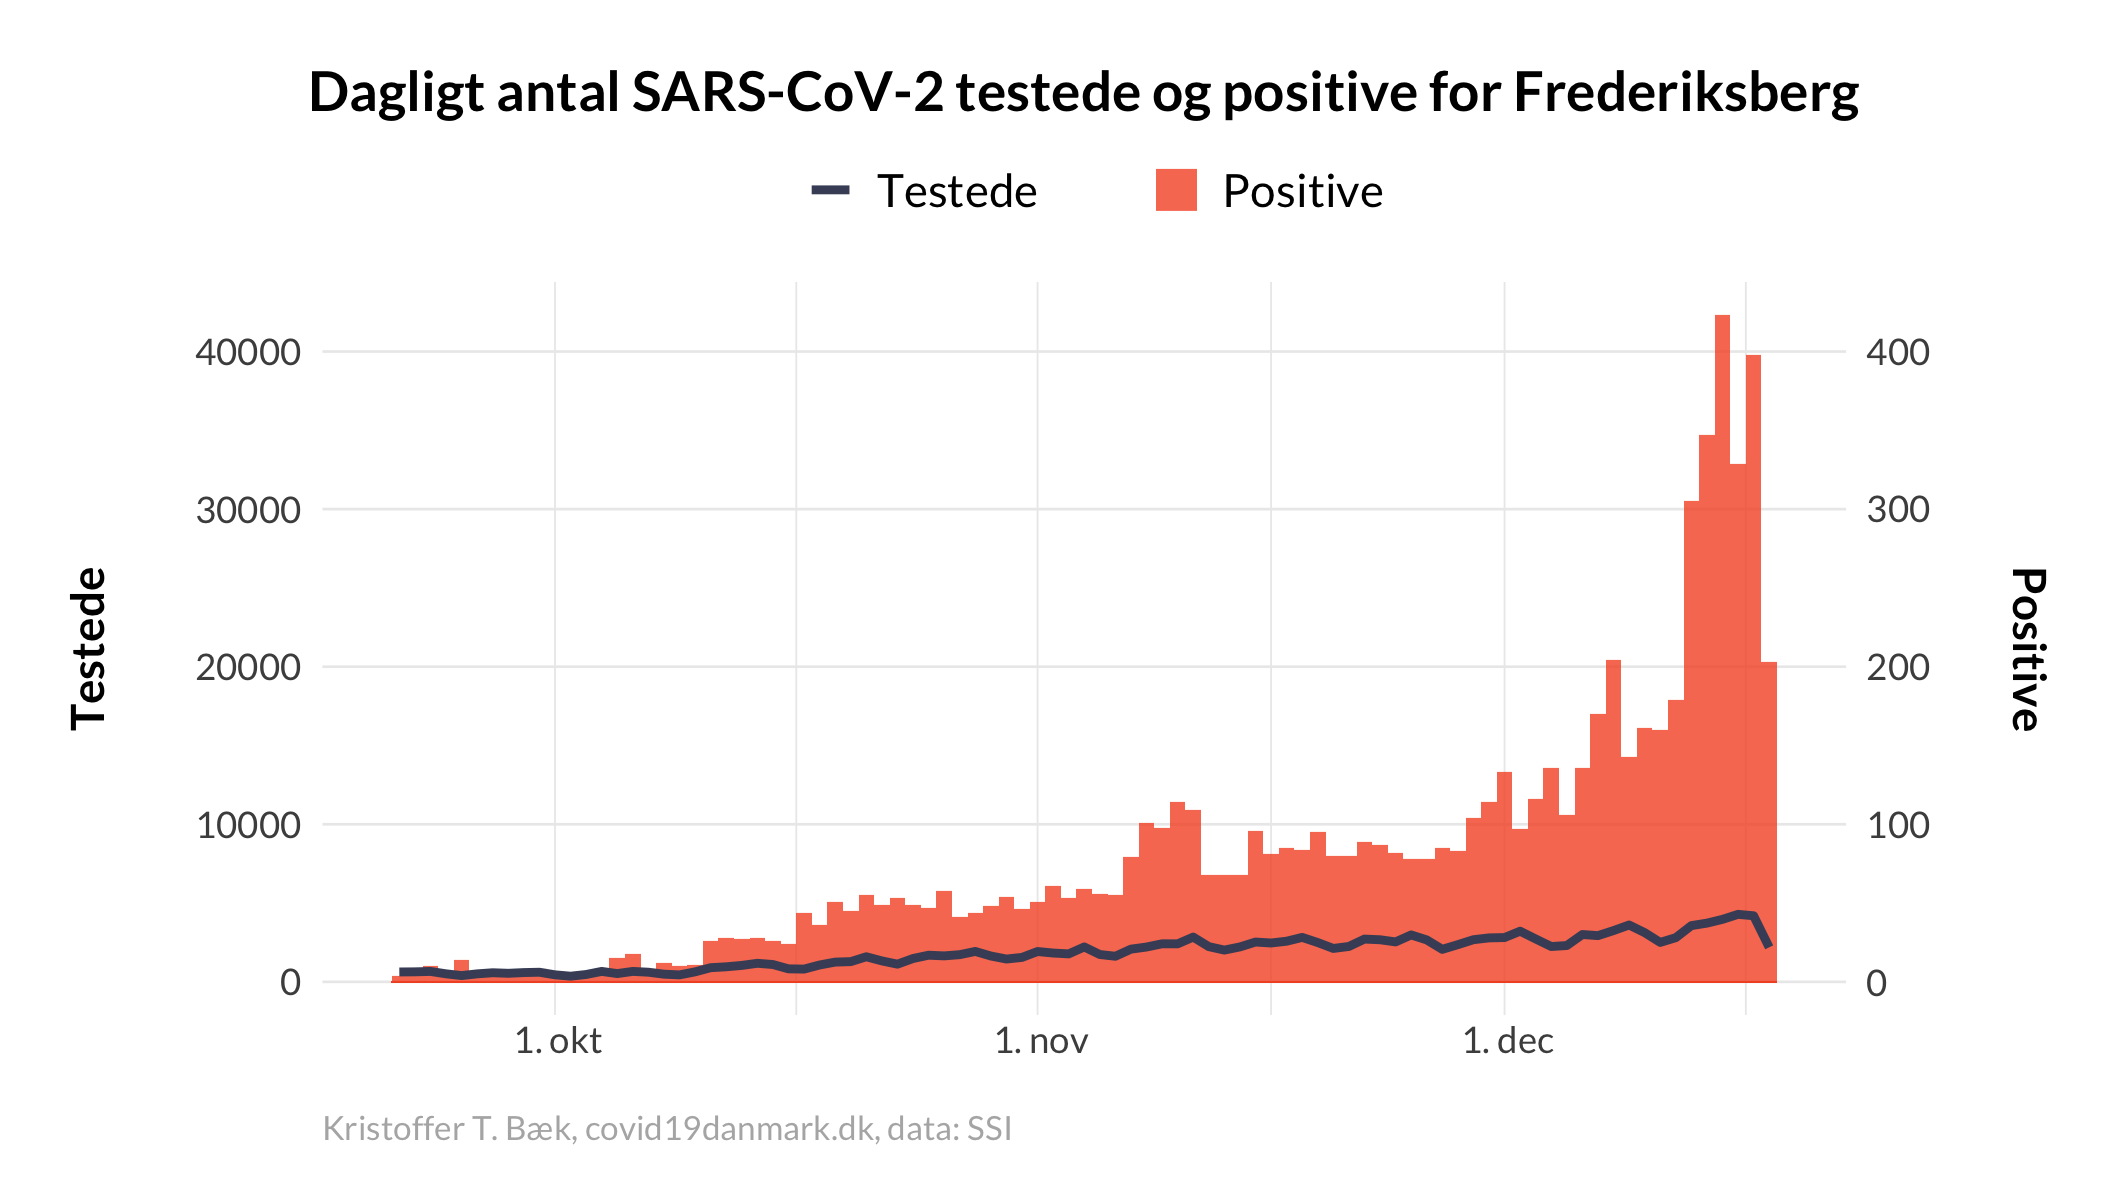 Dagligt antal SARS-CoV-2 testede og positive for Frederiksberg
Testede
Positive
40000
30000
20000
10000
0
Testede
400
300
200
100
0
Positive
1. okt
1. nov
1. dec
Kristoffer T. Bæk, covid19danmark.dk, data: SSI